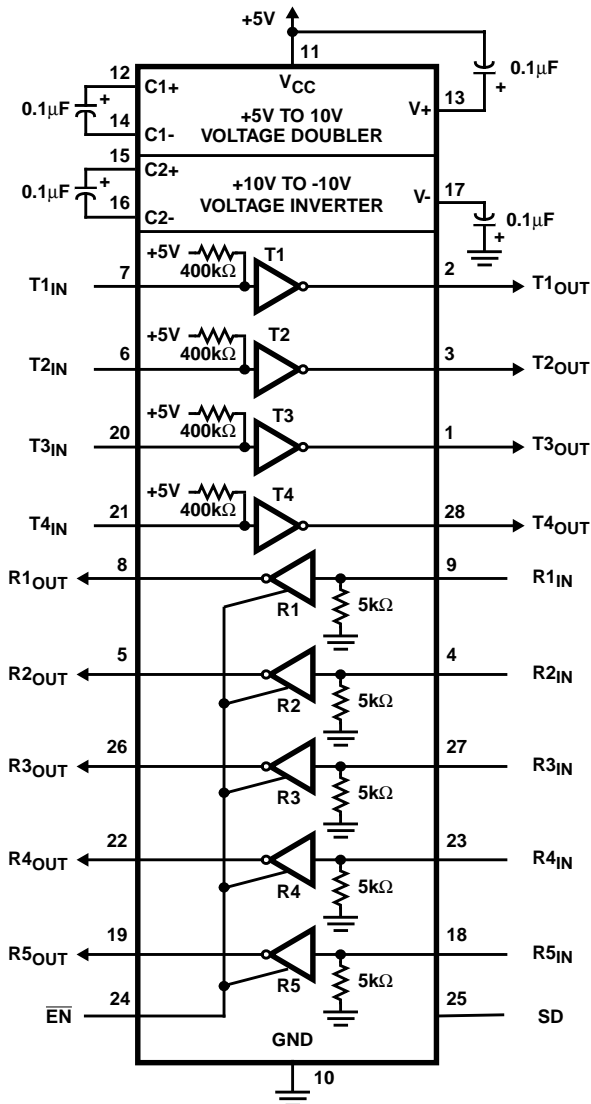 +5V
11
12
C1+
VCC
0.1µF
+
13
V+
0.1µF
+
14
C1-
+5V TO 10V
VOLTAGE DOUBLER
15
C2+
0.1µF
+
16
C2-
+10V TO -10V
VOLTAGE INVERTER
V-
17
0.1µF
+
T1IN
7
+5V
400kΩ
T1
2
T1OUT
T2IN
6
+5V
400kΩ
T2
3
T2OUT
T3IN
20
+5V
400kΩ
T3
1
T3OUT
T4IN
21
+5V
400kΩ
T4
28
T4OUT
R1OUT
8
R1
5kΩ
9
R1IN
R2OUT
5
R2
5kΩ
4
R2IN
R3OUT
26
R3
5kΩ
27
R3IN
R4OUT
22
R4
5kΩ
23
R4IN
R5OUT
19
R5
5kΩ
18
R5IN
E̅N̅
24
25
SD
GND
10